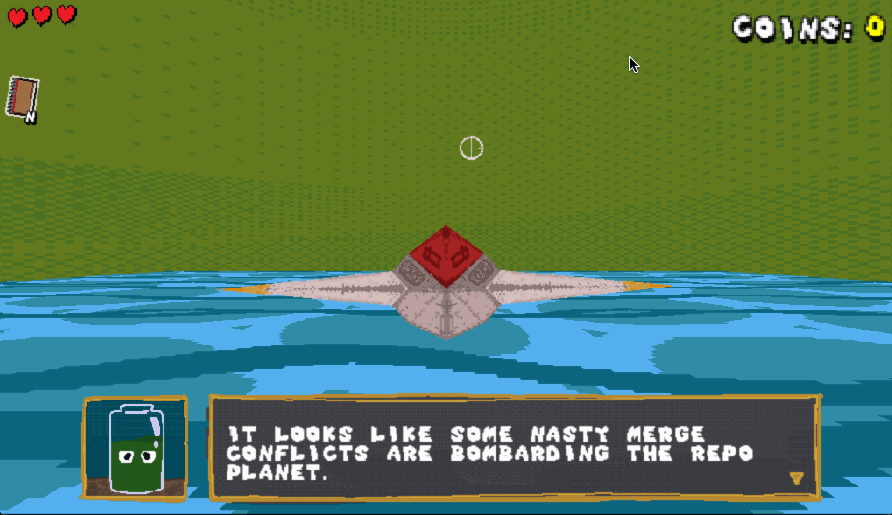 COINS: 0
N
IT LOOKS LIKE SOME NASTY MERGE
CONFLICTS ARE BOMBARDING THE REPO
PLANET.